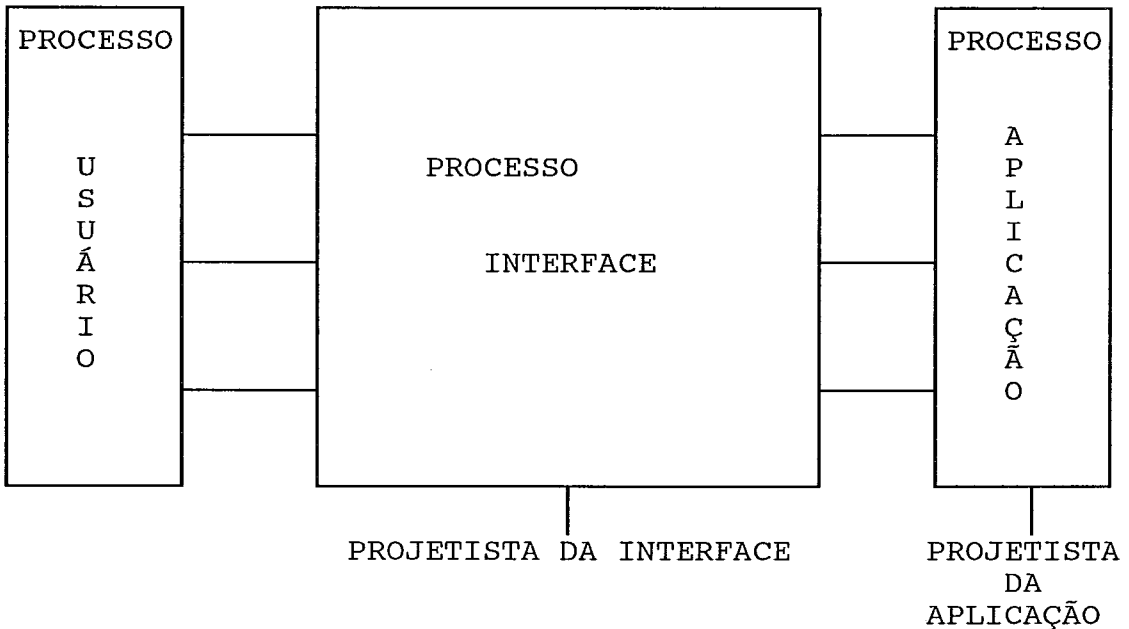 PROCESSO
U
S
U
Á
R
I
O
PROCESSO
INTERFACE
PROCESSO
A
P
L
I
C
A
Ç
Ã
O
PROJETISTA DA INTERFACE
PROJETISTA
DA
APLICAÇÃO